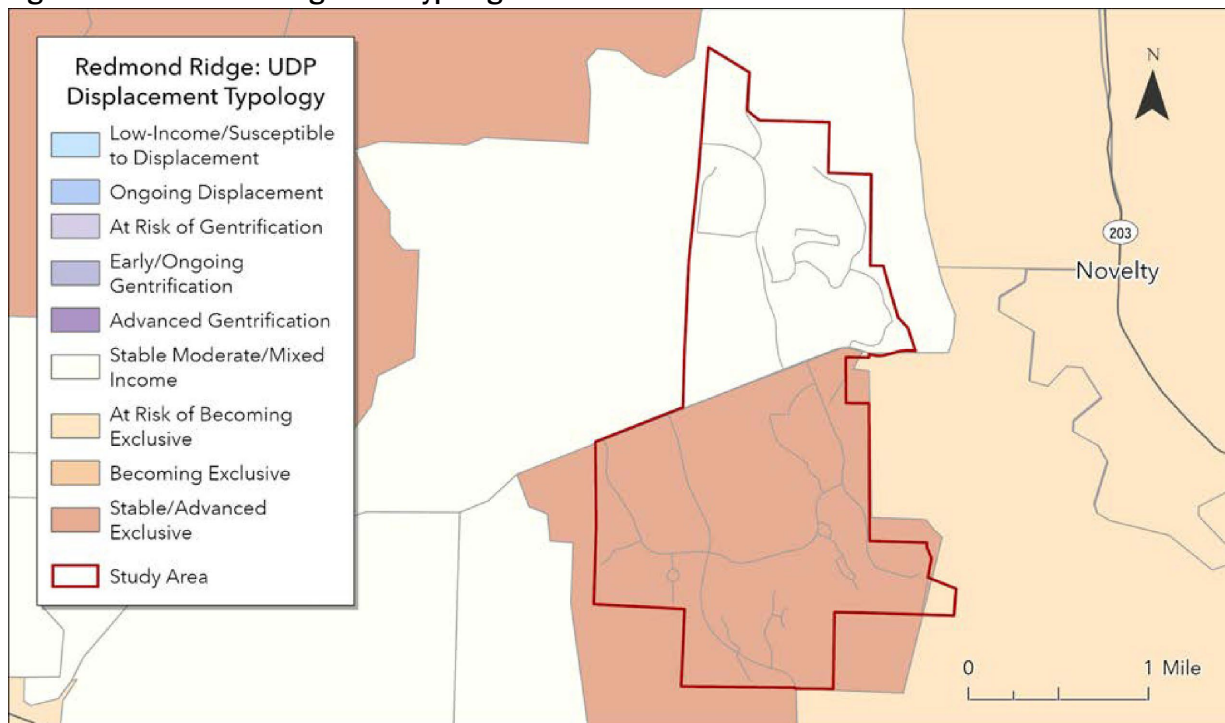 Redmond Ridge: UDP
Displacement Typology
Low-Income/Susceptible
to Displacement
Ongoing Displacement
At Risk of Gentrification
Early/Ongoing
Gentrification
Advanced Gentrification
Stable Moderate/Mixed
Income
At Risk of Becoming
Exclusive
Becoming Exclusive
Stable/Advanced
Exclusive
Study Area
N
203
Novelty
0 1 Mile